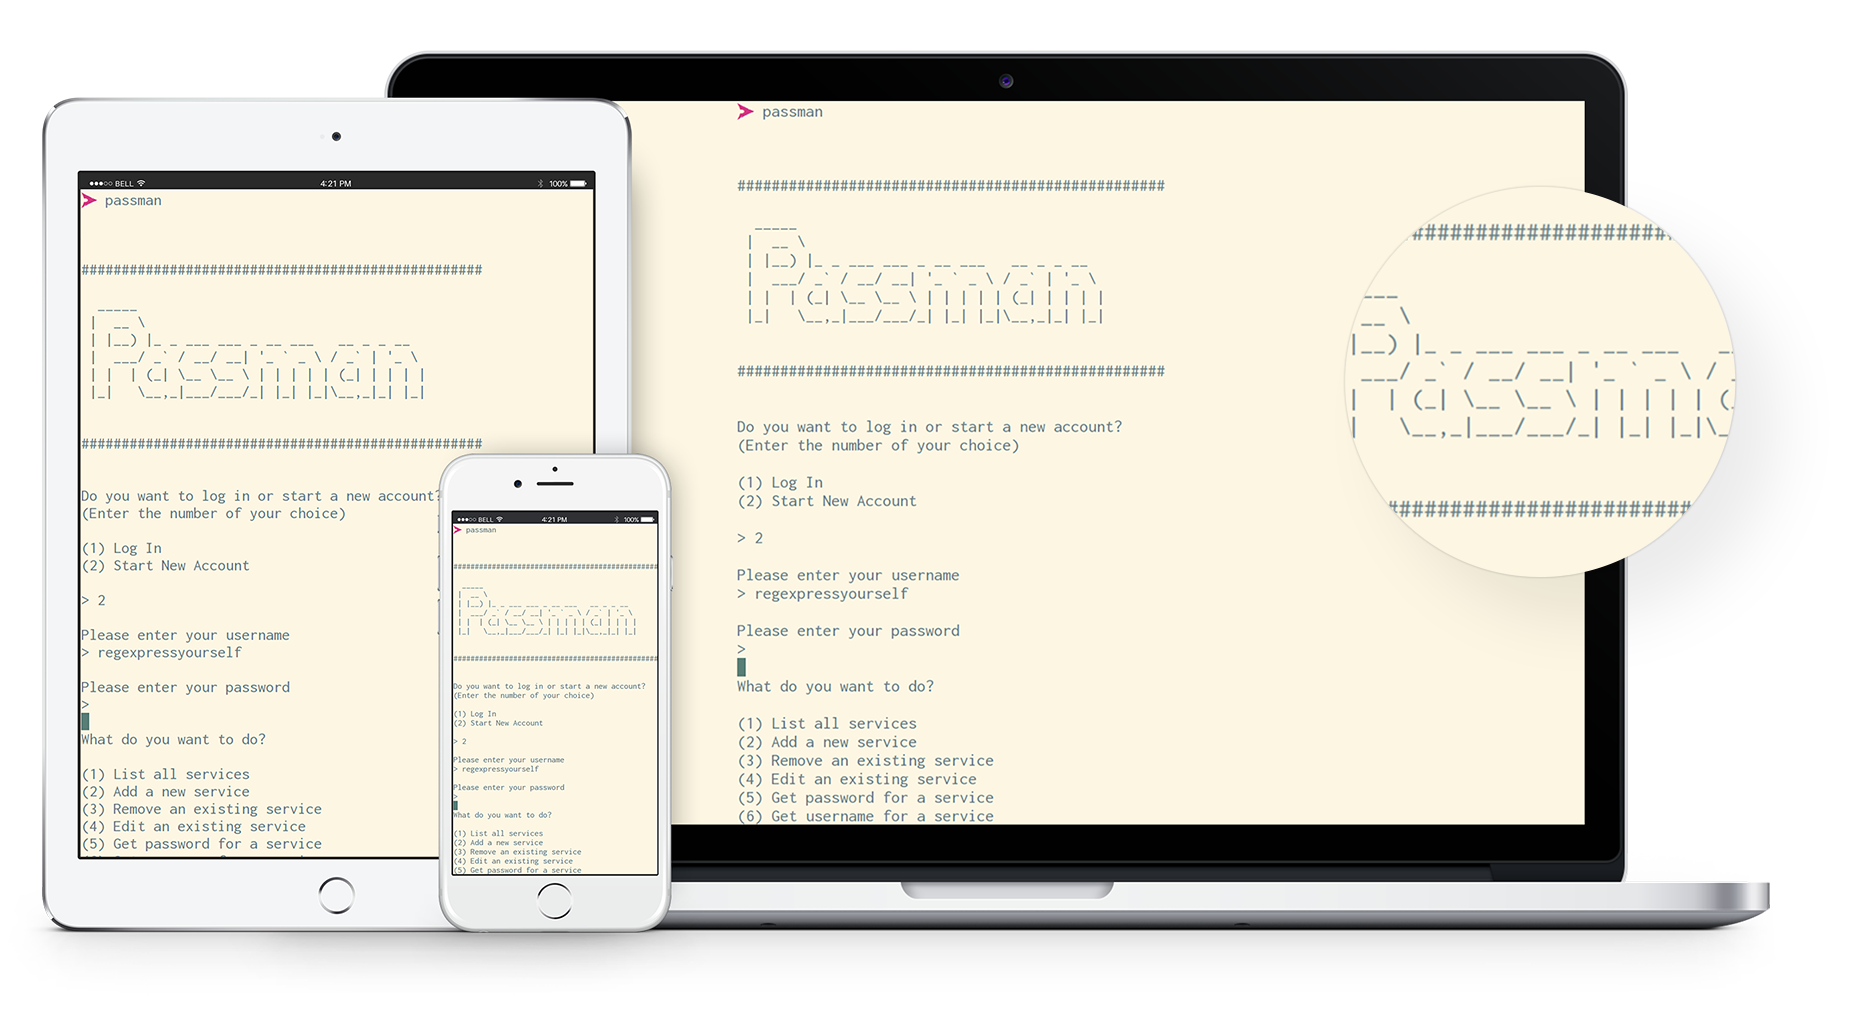 ●●●○○ BELL 4:21 PM 100%
passman
##################################################
Passman
##################################################
Do you want to log in or start a new account?
(Enter the number of your choice)
(1) Log In
(2) Start New Account
> 2
Please enter your username
> regexpressyourself
Please enter your password
>
What do you want to do?
(1) List all services
(2) Add a new service
(3) Remove an existing service
(4) Edit an existing service
(5) Get password for a service
●●●○○ BELL 4:21 PM 100%
passman
##########################################
Passman
##########################################
Do you want to log in or start a new account?
(Enter the number of your choice)
(1) Log In
(2) Start New Account
> 2
Please enter your username
> regexpressyourself
Please enter your password
>
What do you want to do?
(1) List all services
(2) Add a new service
(3) Remove an existing service
(4) Edit an existing service
(5) Get password for a service
passman
##################################################
Passman
##################################################
Do you want to log in or start a new account?
(Enter the number of your choice)
(1) Log In
(2) Start New Account
> 2
Please enter your username
> regexpressyourself
Please enter your password
>
What do you want to do?
(1) List all services
(2) Add a new service
(3) Remove an existing service
(4) Edit an existing service
(5) Get password for a service
(6) Get username for a service
######################
Passma
#########################